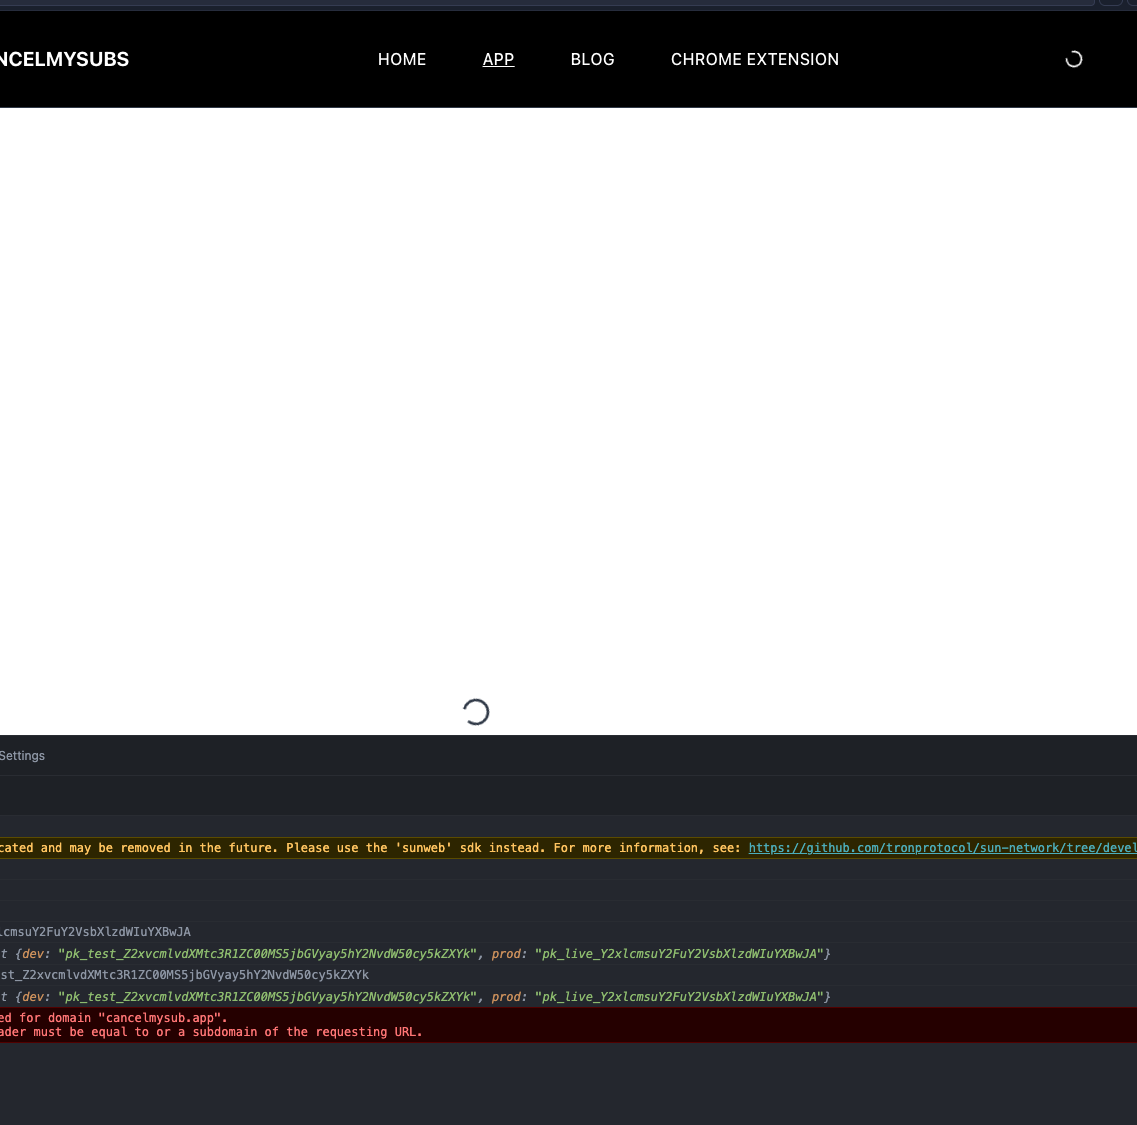 NCELMYSUBS
HOME
APP
BLOG
CHROME EXTENSION
Settings
cated and may be removed in the future. Please use the 'sunweb' sdk instead. For more information, see: https://github.com/tronprotocol/sun-network/tree/devel
lcmsuY2FuY2VsbXlzdWIuYXBwJA
t {dev: "pk_test_Z2xvcmlvdXMtc3R1ZC00MS5jbGVyay5hY2NvdW50cy5kZXYk", prod: "pk_live_Y2xlcmsuY2FuY2VsbXlzdWIuYXBwJA"}
st_Z2xvcmlvdXMtc3R1ZC00MS5jbGVyay5hY2NvdW50cy5kZXYk
t {dev: "pk_test_Z2xvcmlvdXMtc3R1ZC00MS5jbGVyay5hY2NvdW50cy5kZXYk", prod: "pk_live_Y2xlcmsuY2FuY2VsbXlzdWIuYXBwJA"}
ed for domain "cancelmysub.app".
ader must be equal to or a subdomain of the requesting URL.